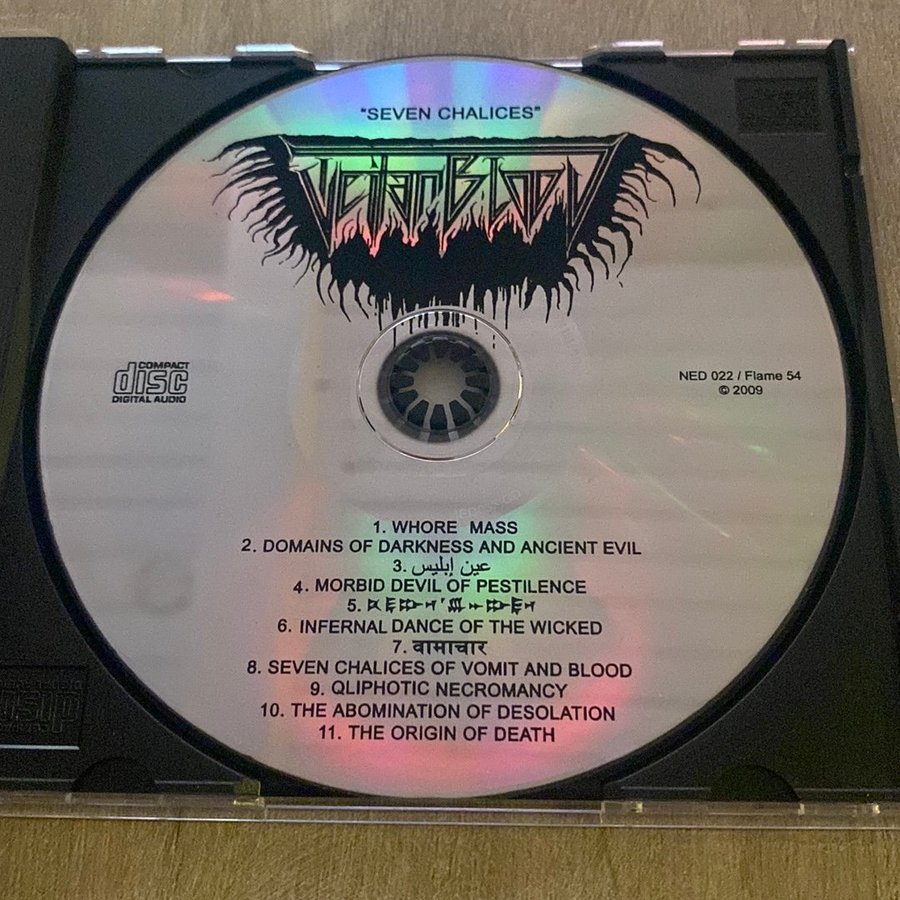 "SEVEN CHALICES"
TEITANBLOOD
COMPACT
disc
DIGITAL AUDIO
NED 022 / Flame 54
© 2009
1. WHORE MASS
2. DOMAINS OF DARKNESS AND ANCIENT EVIL
3. عين إبليس
4. MORBID DEVIL OF PESTILENCE
5.
6. INFERNAL DANCE OF THE WICKED
7. वामाचार
8. SEVEN CHALICES OF VOMIT AND BLOOD
9. QLIPHOTIC NECROMANCY
10. THE ABOMINATION OF DESOLATION
11. THE ORIGIN OF DEATH